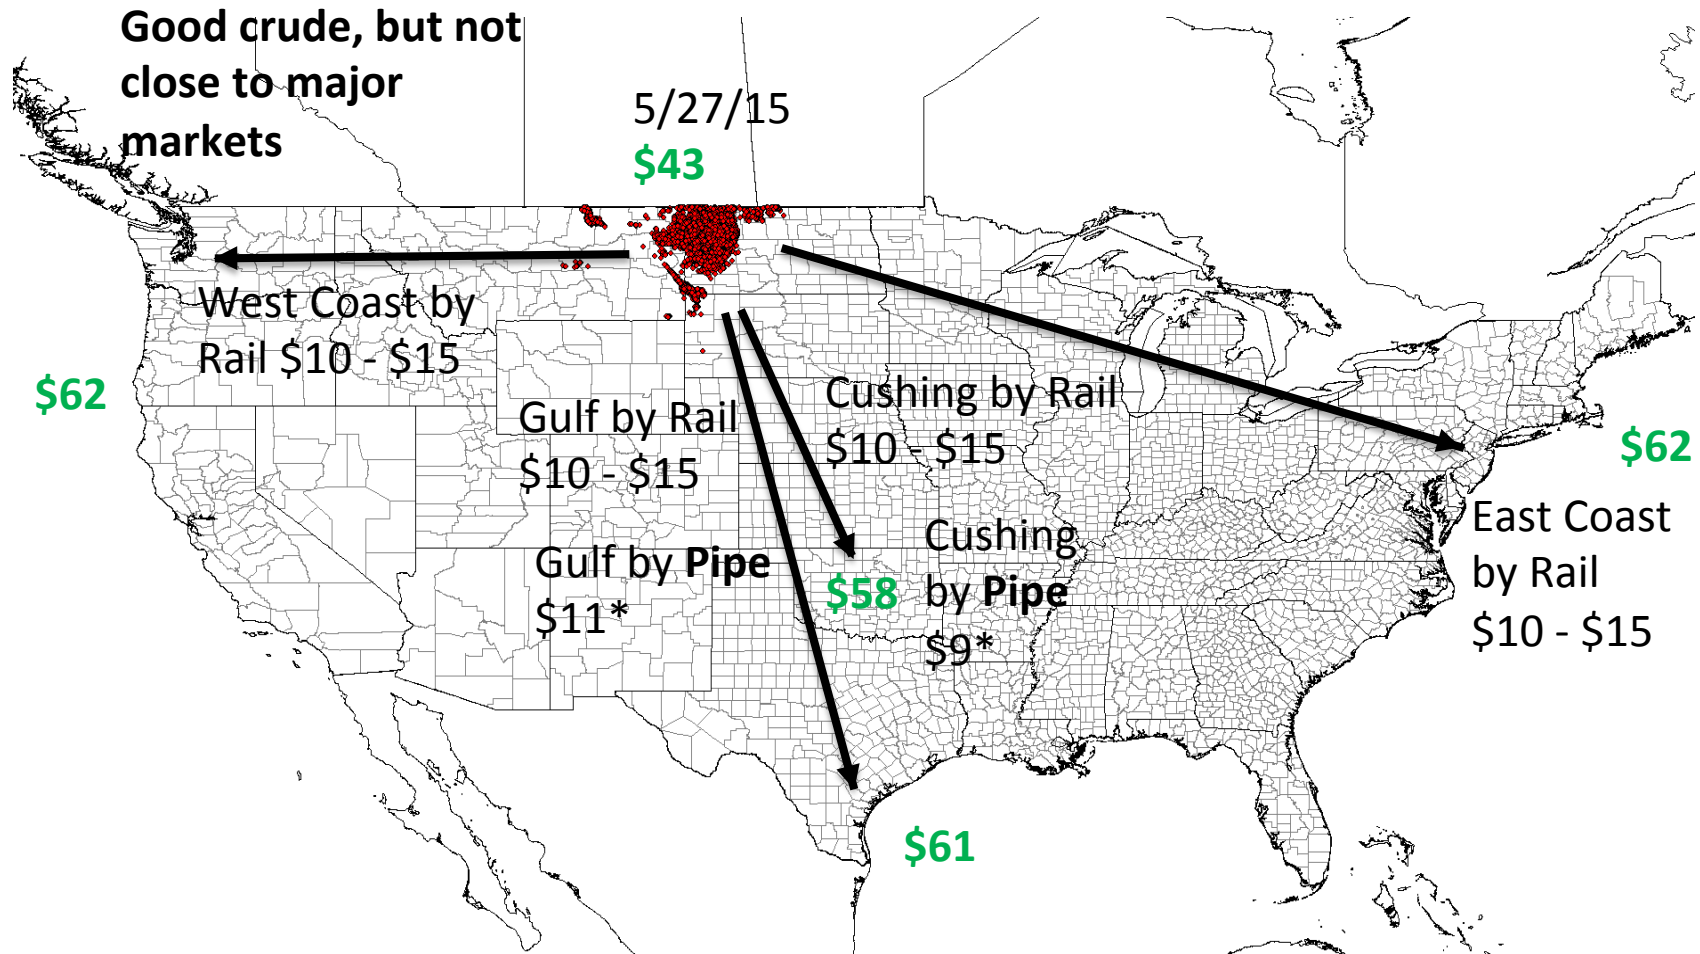 Good crude, but not
close to major
markets
5/27/15
$43
West Coast by
Rail $10 - $15
$62
Gulf by Rail
$10 - $15
Cushing by Rail
$10 - $15
$62
Gulf by Pipe
$11*
$58
Cushing
by Pipe
$9*
East Coast
by Rail
$10 - $15
$61